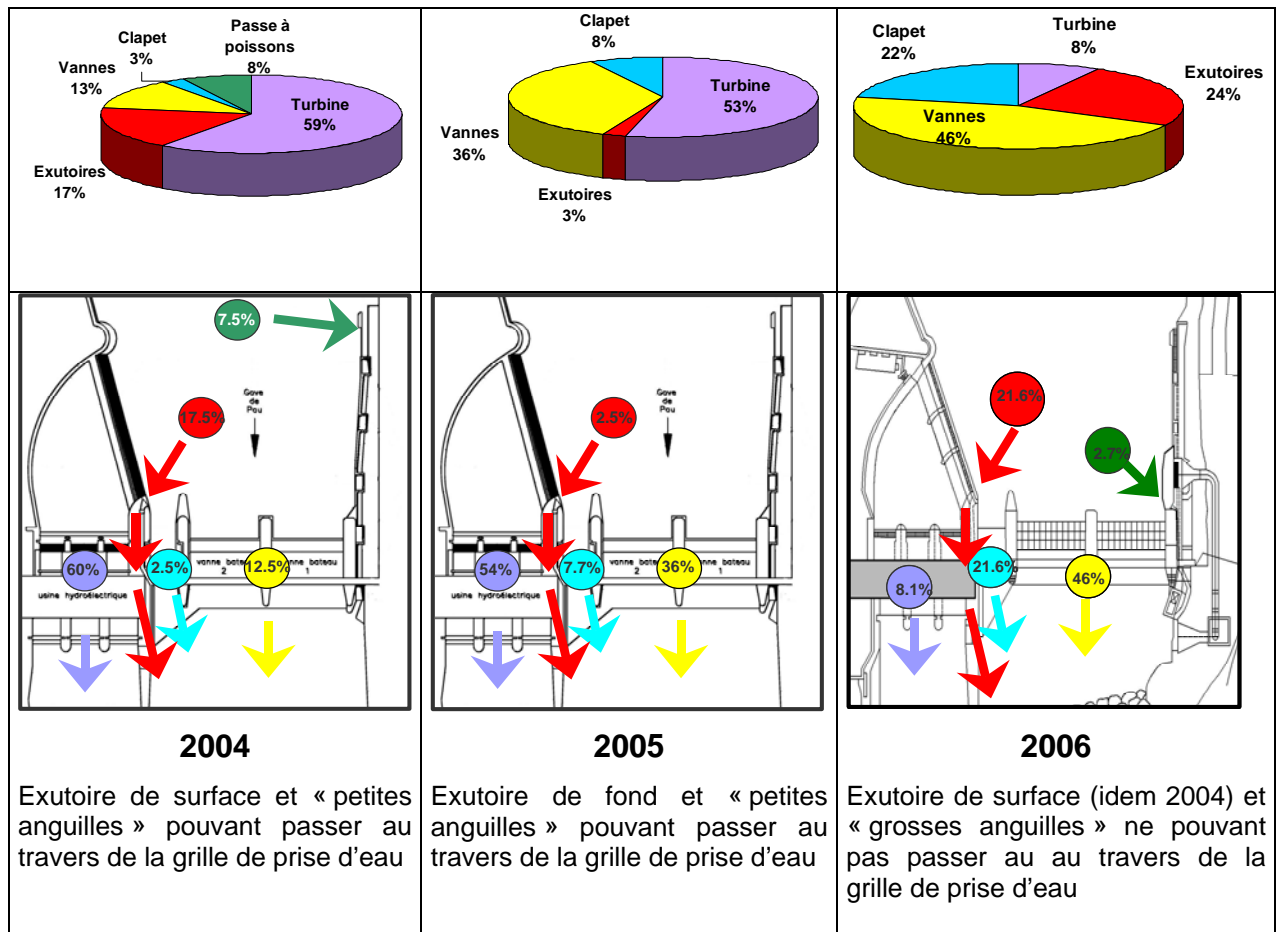 Clapet
3%
Passe à
poissons
8%
Vannes
13%
Turbine
59%
Exutoires
17%
Clapet
8%
Turbine
53%
Vannes
36%
Exutoires
3%
Clapet
22%
Turbine
8%
Exutoires
24%
Vannes
46%
7.5%
17.5%
Gave
de
Pau
60%
2.5%
vanne bateau
2
12.5%
vanne bateau
1
usine hydroélectrique
2.5%
Gave
de
Pau
54%
7.7%
vanne bateau
2
36%
vanne bateau
1
usine hydroélectrique
21.6%
2.7%
8.1%
21.6%
46%
2004
Exutoire de surface et « petites
anguilles » pouvant passer au
travers de la grille de prise d'eau
2005
Exutoire de fond et « petites
anguilles » pouvant passer au
travers de la grille de prise d'eau
2006
Exutoire de surface (idem 2004) et
« grosses anguilles » ne pouvant
pas passer au au travers de la
grille de prise d'eau